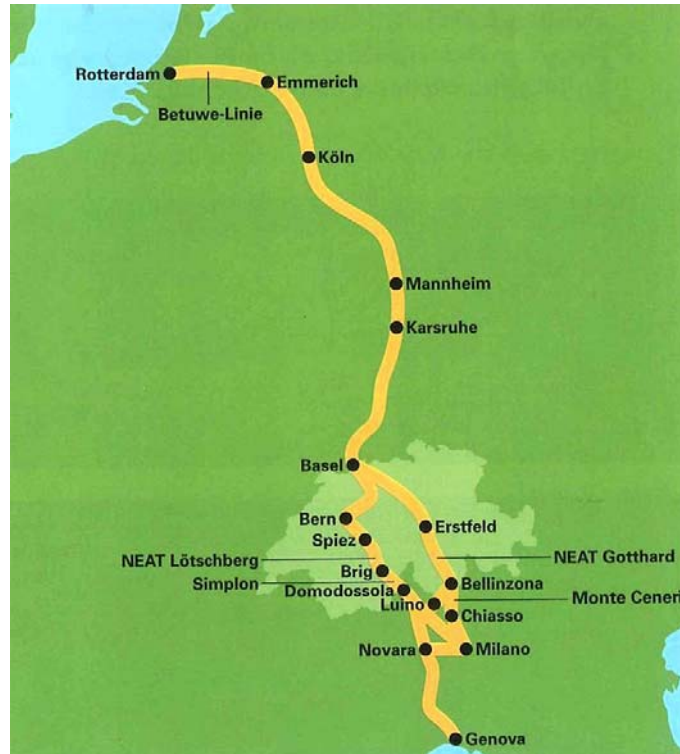 Rotterdam
Emmerich
Betuwe-Linie
Köln
Mannheim
Karsruhe
Basel
Bern
Erstfeld
Spiez
NEAT Lötschberg
NEAT Gotthard
Brig
Simplon
Bellinzona
Domodossola
Monte Ceneri
Luino
Chiasso
Novara
Milano
Genova